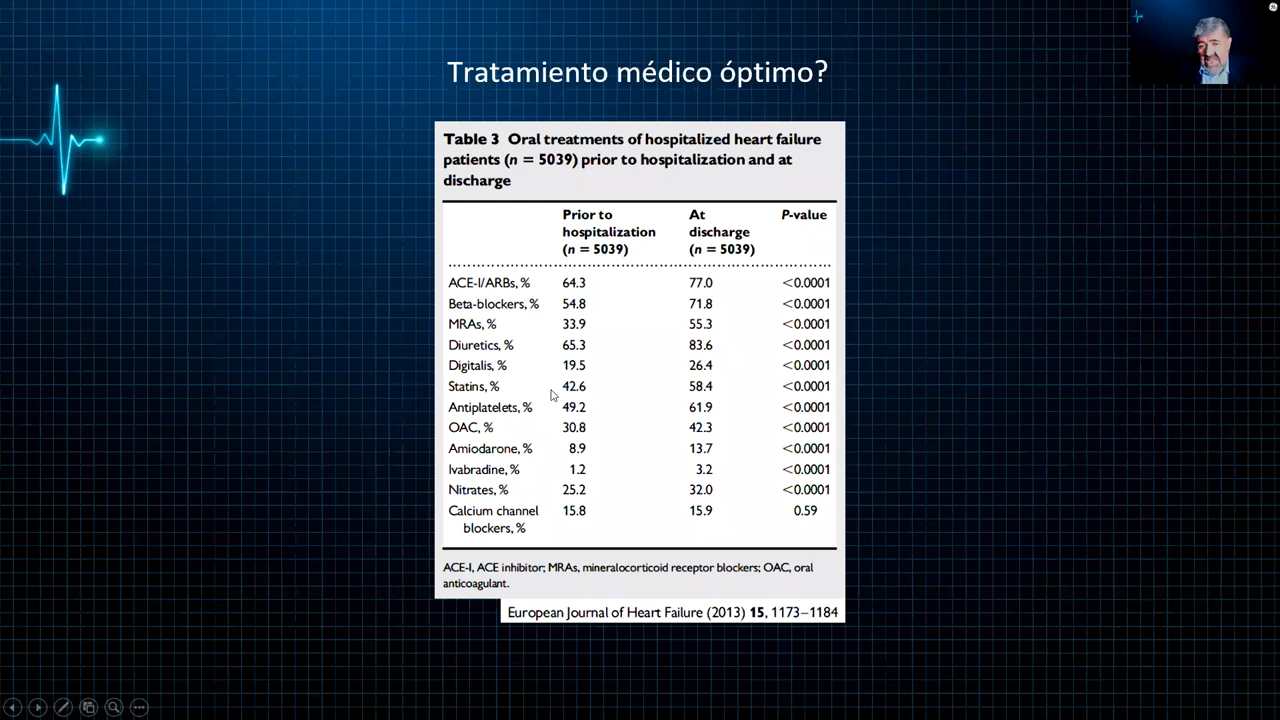 Tratamiento médico óptimo?
Table 3 Oral treatments of hospitalized heart failure
patients (n = 5039) prior to hospitalization and at
discharge
Prior to hospitalization (n = 5039) At discharge (n = 5039) P-value
ACE-I/ARBs, % 64.3 77.0 <0.0001
Beta-blockers, % 54.8 71.8 <0.0001
MRAs, % 33.9 55.3 <0.0001
Diuretics, % 65.3 83.6 <0.0001
Digitalis, % 19.5 26.4 <0.0001
Statins, % 42.6 58.4 <0.0001
Antiplatelets, % 49.2 61.9 <0.0001
OAC, % 30.8 42.3 <0.0001
Amiodarone, % 8.9 13.7 <0.0001
Ivabradine, % 1.2 3.2 <0.0001
Nitrates, % 25.2 32.0 <0.0001
Calcium channel 15.8 15.9 0.59
blockers, %
ACE-I, ACE inhibitor; MRAs, mineralocorticoid receptor blockers; OAC, oral
anticoagulant.
European Journal of Heart Failure (2013) 15, 1173–1184